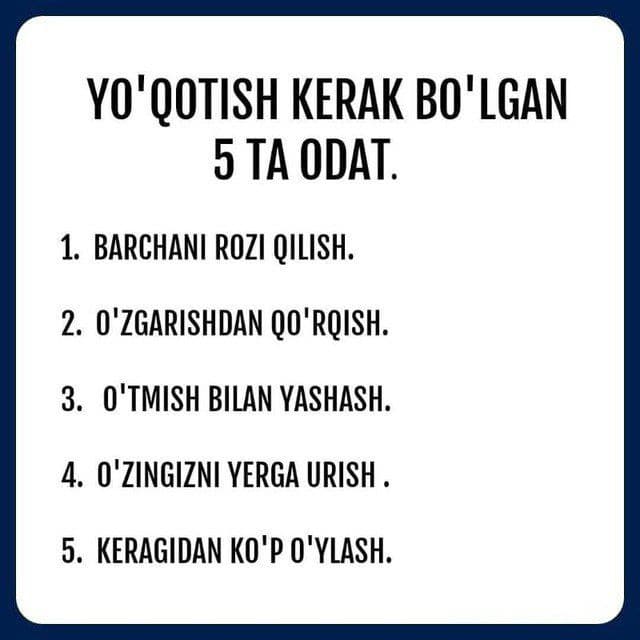 YO'QOTISH KERAK BO'LGAN
5 TA ODAT.
1. BARCHANI ROZI QILISH.
2. O'ZGARISHDAN QO'RQISH.
3. O'TMISH BILAN YASHASH.
4. O'ZINGIZNI YERGA URISH .
5. KERAGIDAN KO'P O'YLASH.